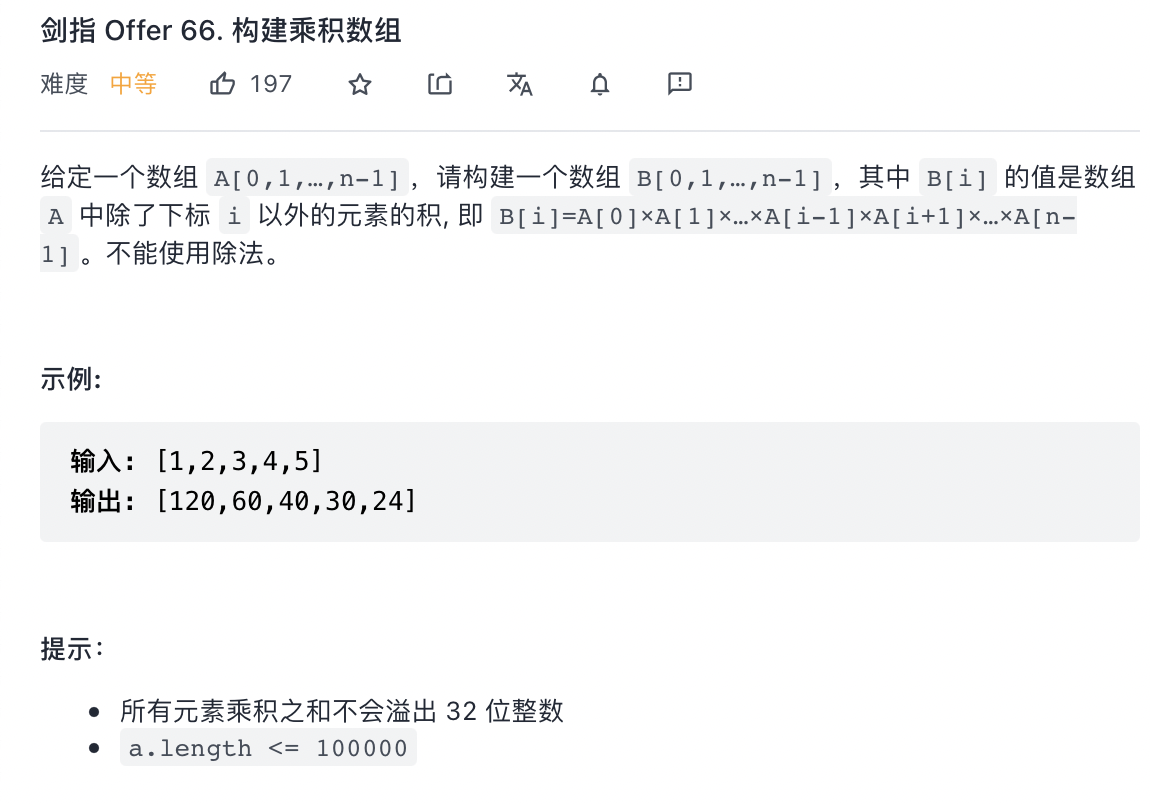 剑指 Offer 66. 构建乘积数组
难度 中等 197
给定一个数组 A[0,1,…,n-1]，请构建一个数组 B[0,1,…,n-1]，其中 B[i] 的值是数组
A 中除了下标 i 以外的元素的积, 即 B[i]=A[0]×A[1]×…×A[i-1]×A[i+1]×…×A[n-
1]。不能使用除法。
示例:
输入: [1,2,3,4,5]
输出: [120,60,40,30,24]
提示：
所有元素乘积之和不会溢出 32 位整数
a.length <= 100000